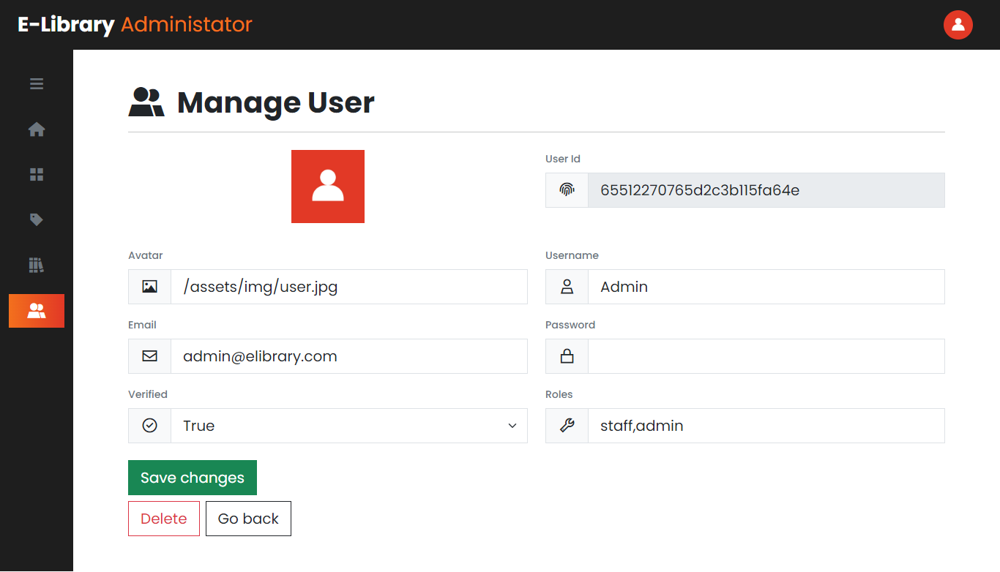 E-Library Administator
Manage User
User Id
65512270765d2c3b115fa64e
Avatar
/assets/img/user.jpg
Username
Admin
Email
admin@elibrary.com
Password
Verified
True
Roles
staff,admin
Save changes
Delete
Go back